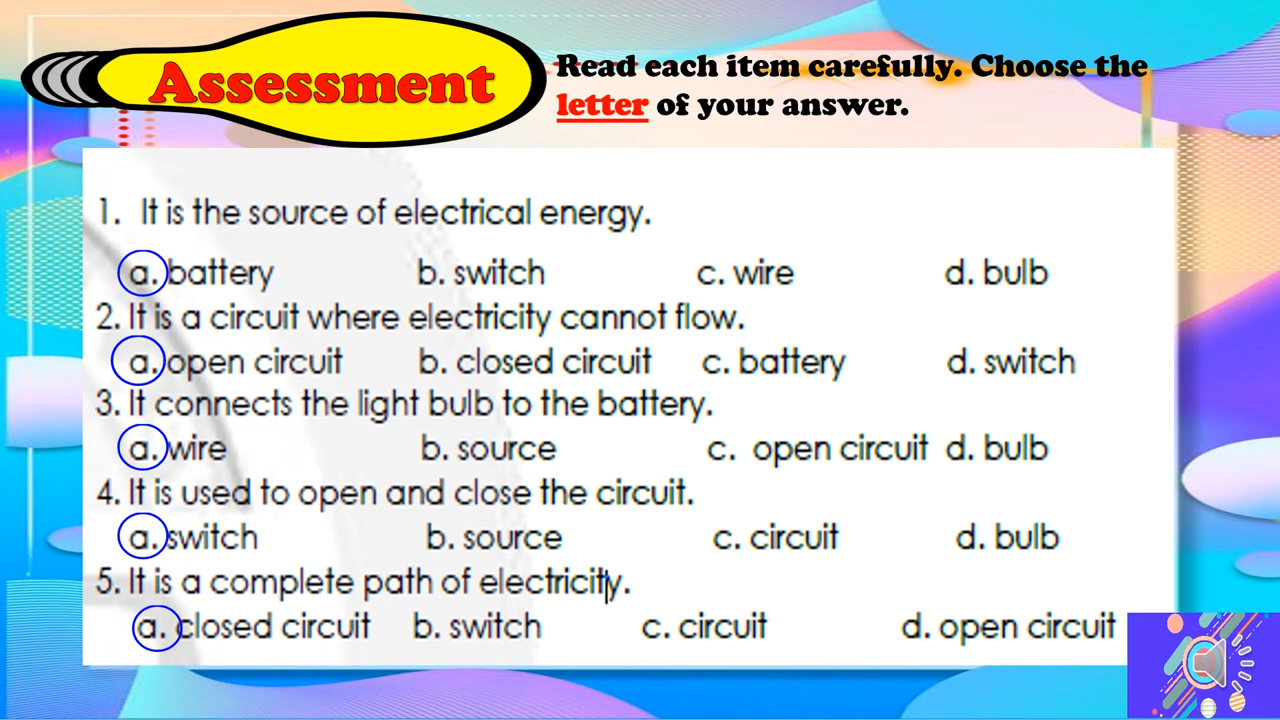 Assessment
Read each item carefully. Choose the
letter of your answer.
1. It is the source of electrical energy.
a. battery b. switch c. wire d. bulb
2. It is a circuit where electricity cannot flow.
a. open circuit b. closed circuit c. battery d. switch
3. It connects the light bulb to the battery.
a. wire b. source c. open circuit d. bulb
4. It is used to open and close the circuit.
a. switch b. source c. circuit d. bulb
5. It is a complete path of electricity.
a. closed circuit b. switch c. circuit d. open circuit